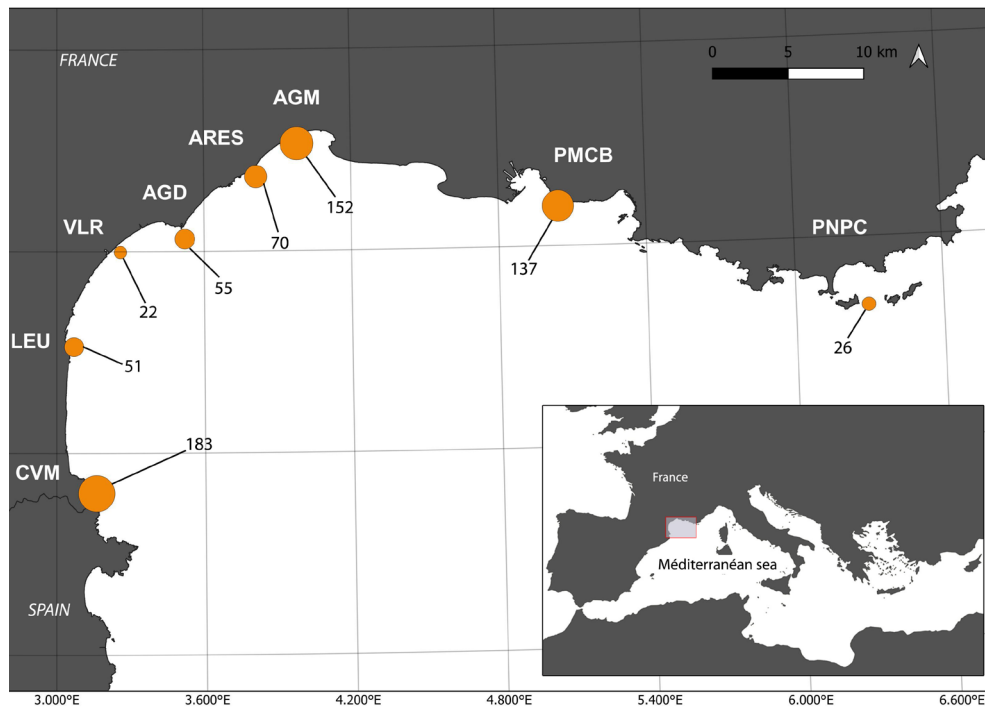 0 5 10 km
FRANCE
AGM
ARES
PMCB
AGD
152
VLR
70
PNPC
137
55
22
LEU
26
51
183
CVM
France
Méditerranéan sea
SPAIN
3.000°E 3.600°E 4.200°E 4.800°E 5.400°E 6.000°E 6.600°E